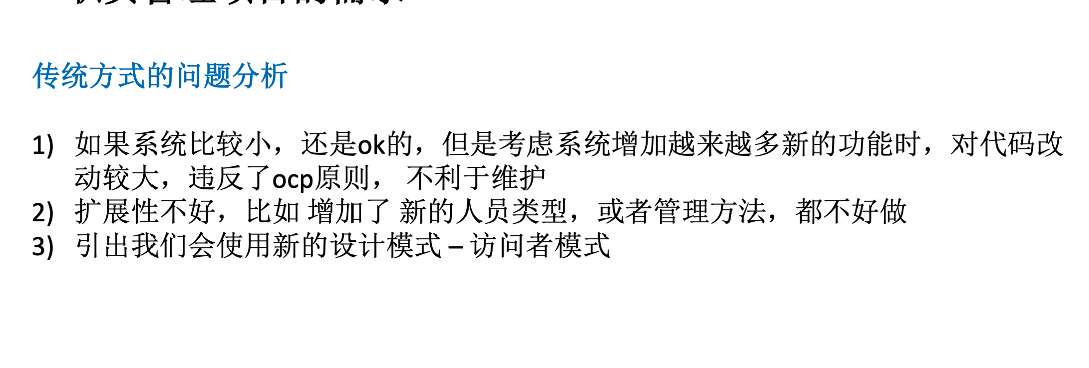 传统方式的问题分析
1) 如果系统比较小，还是ok的，但是考虑系统增加越来越多新的功能时，对代码改
动较大，违反了ocp原则， 不利于维护
2) 扩展性不好，比如 增加了 新的人员类型，或者管理方法，都不好做
3) 引出我们会使用新的设计模式 – 访问者模式